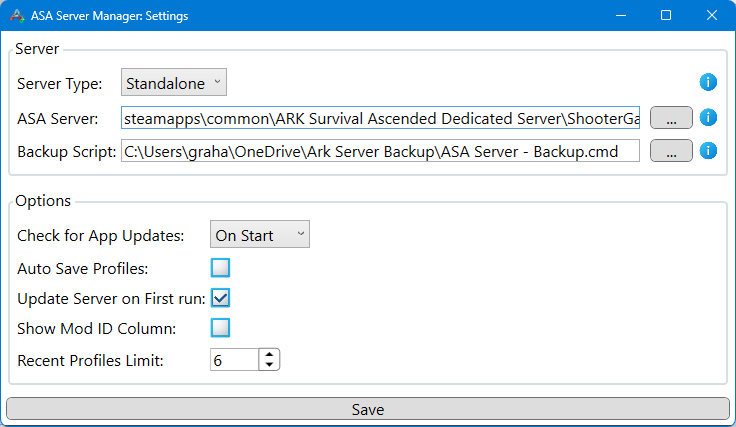 ASA Server Manager: Settings
Server
Server Type: Standalone
ASA Server: steamapps\common\ARK Survival Ascended Dedicated Server\ShooterGa ...
Backup Script: C:\Users\graha\OneDrive\Ark Server Backup\ASA Server - Backup.cmd ...
Options
Check for App Updates: On Start
Auto Save Profiles:
Update Server on First run:
Show Mod ID Column:
Recent Profiles Limit: 6
Save